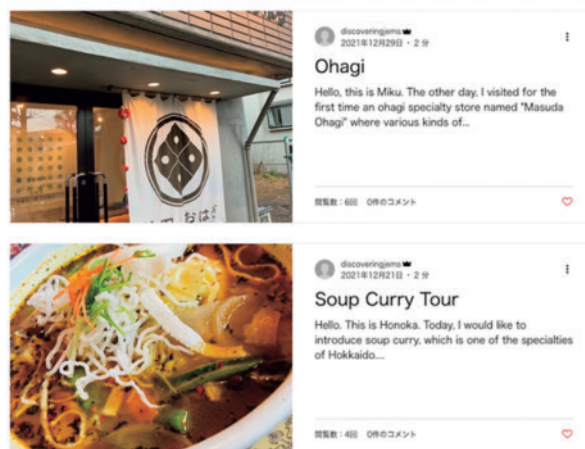 discoveringjems
2021年12月29日・2分
Ohagi
Hello, this is Miku. The other day, I visited for the
first time an ohagi specialty store named "Masuda
Ohagi" where various kinds of...
おはぎ
閲覧数：6回 0件のコメント
discoveringjems
2021年12月21日・2分
Soup Curry Tour
Hello. This is Honoka. Today, I would like to
introduce soup curry, which is one of the specialties
of Hokkaido....
閲覧数：4回 0件のコメント